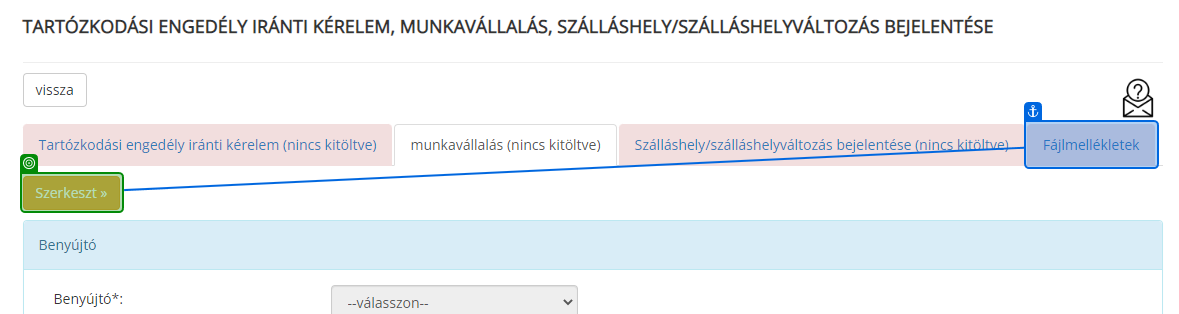 TARTÓZKODÁSI ENGEDÉLY IRÁNTI KÉRELEM, MUNKAVÁLLALÁS, SZÁLLÁSHELY/SZÁLLÁSHELYVÁLTOZÁS BEJELENTÉSE
vissza
Tartózkodási engedély iránti kérelem (nincs kitöltve) munkavállalás (nincs kitöltve) Szálláshely/szálláshelyváltozás bejelentése (nincs kitöltve) Fájlmellékletek
Szerkeszt »
Benyújtó
Benyújtó*: --válasszon--